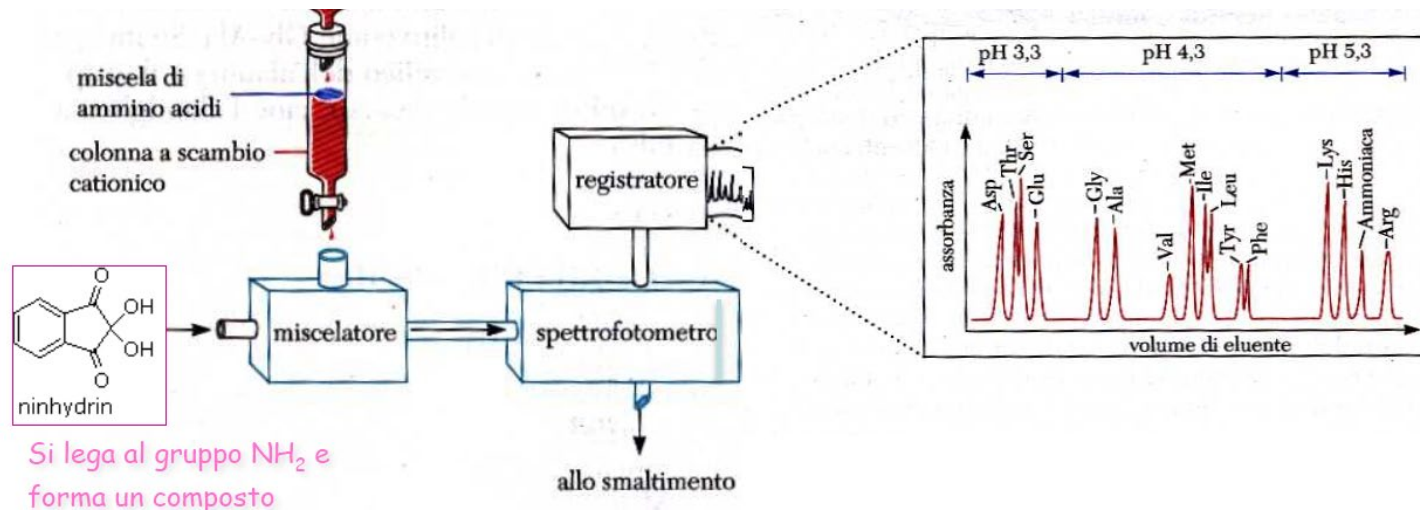 miscela di
ammino acidi
colonna a scambio
cationico
O
OH
OH
O
ninhydrin
Si lega al gruppo NH₂ e
forma un composto
miscelatore
spettrofotometro
registratore
allo smaltimento
pH 3,3
pH 4,3
pH 5,3
assorbanza
Asp
Thr
Ser
Glu
Gly
Ala
Val
Met
Ile
Leu
Tyr
Phe
Lys
His
Ammoniaca
Arg
volume di eluente